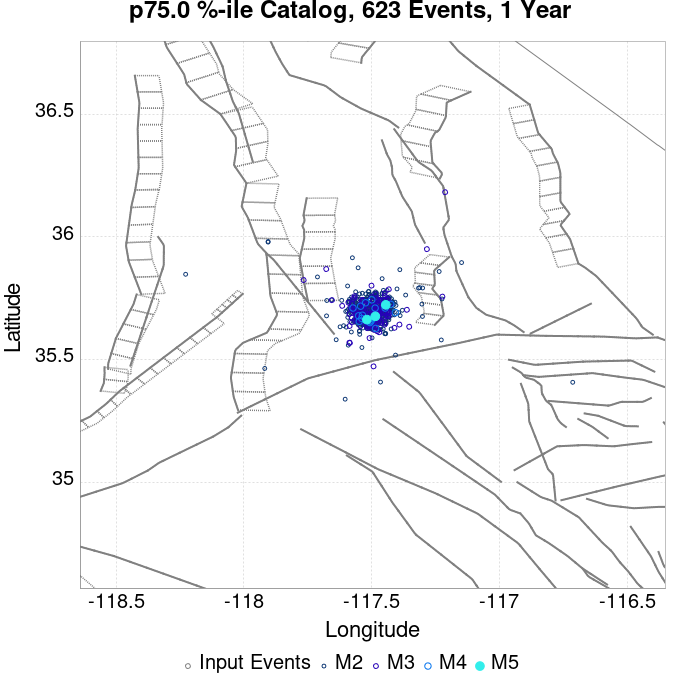 p75.0 %-ile Catalog, 623 Events, 1 Year
36.5
36
35.5
35
Latitude
-118.5
-118
-117.5
-117
-116.5
Longitude
Input Events
M2
M3
M4
M5